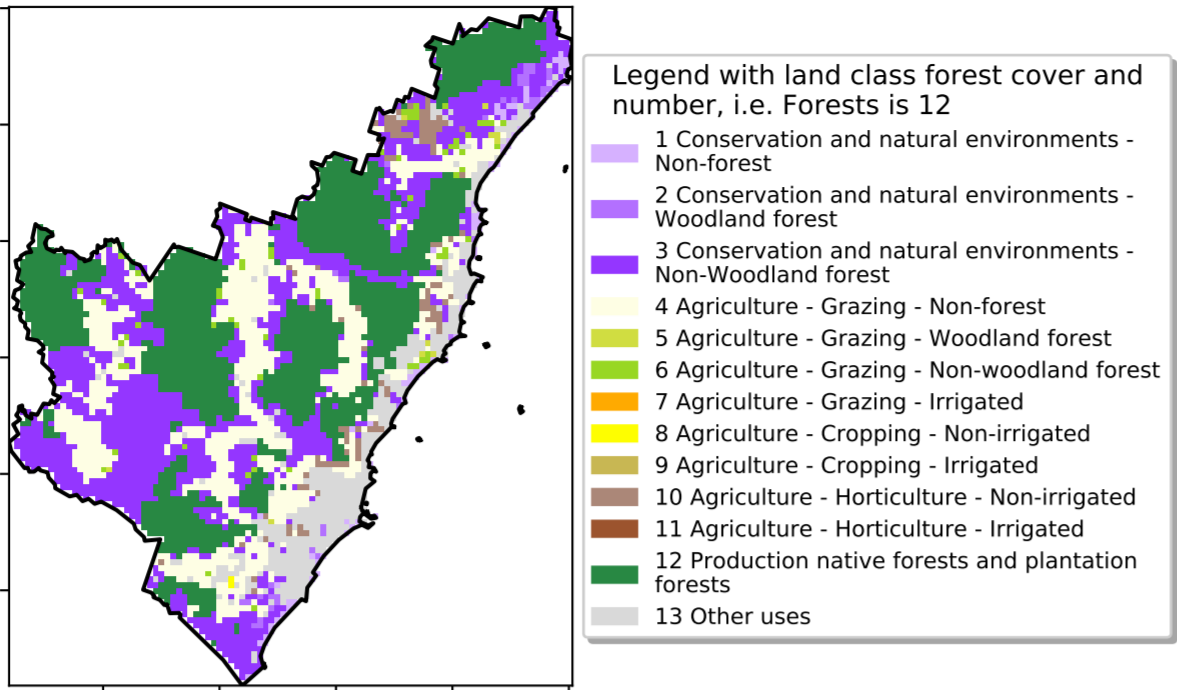 Legend with land class forest cover and
number, i.e. Forests is 12
1 Conservation and natural environments -
Non-forest
2 Conservation and natural environments -
Woodland forest
3 Conservation and natural environments -
Non-Woodland forest
4 Agriculture - Grazing - Non-forest
5 Agriculture - Grazing - Woodland forest
6 Agriculture - Grazing - Non-woodland forest
7 Agriculture - Grazing - Irrigated
8 Agriculture - Cropping - Non-irrigated
9 Agriculture - Cropping - Irrigated
10 Agriculture - Horticulture - Non-irrigated
11 Agriculture - Horticulture - Irrigated
12 Production native forests and plantation
forests
13 Other uses